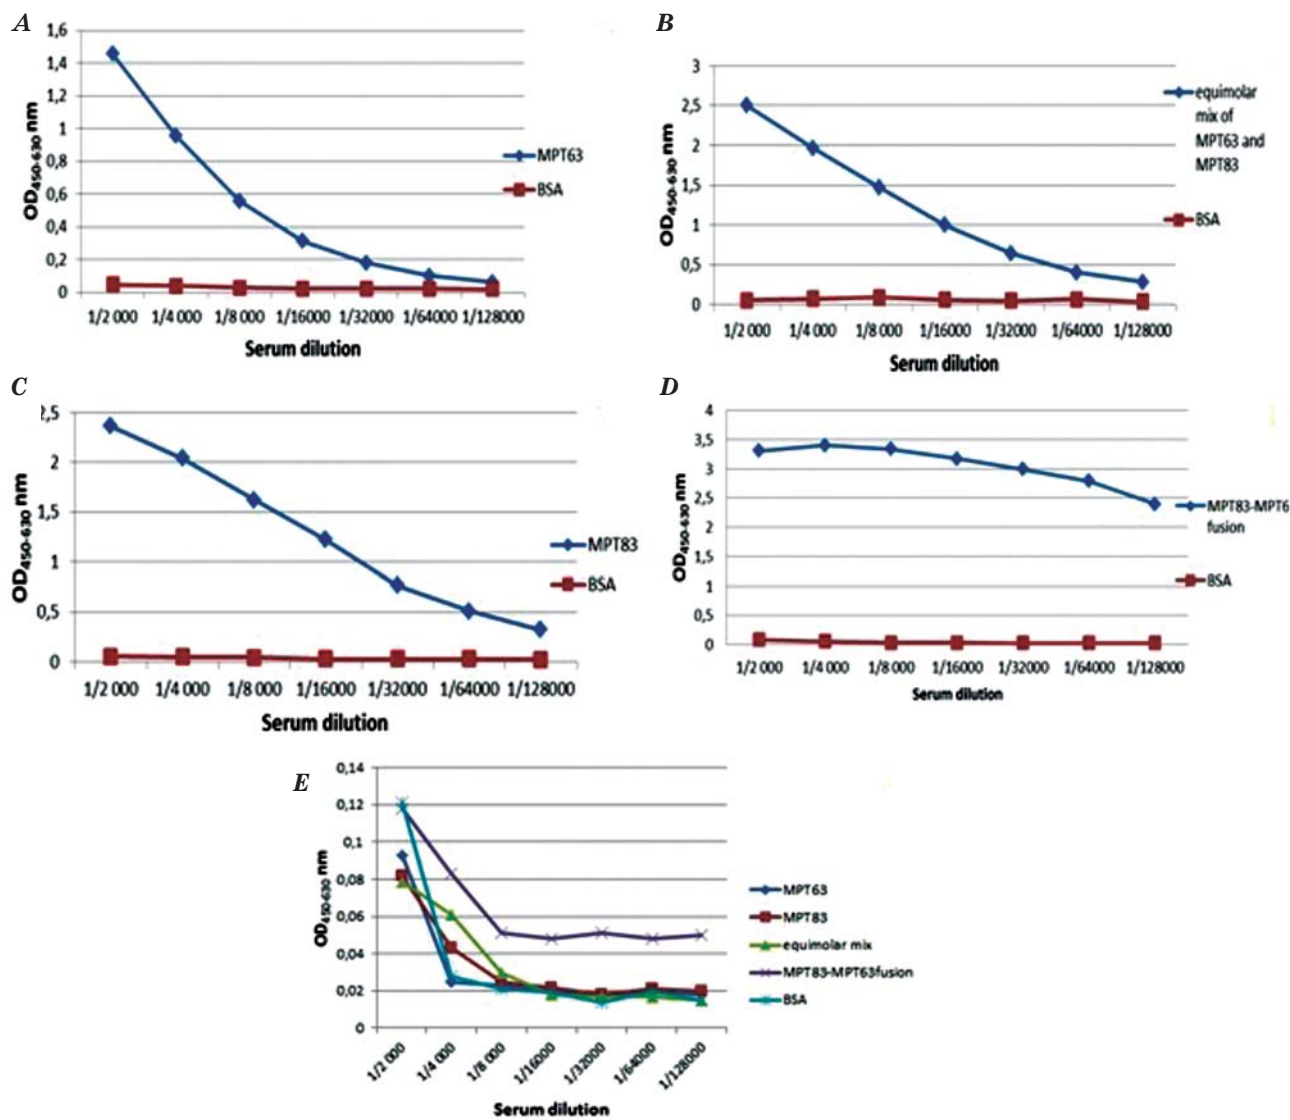 A
1,6
1,4
1,2
1
0,8
0,6
0,4
0,2
0
OD450-630 nm
1/2 000 1/4 000 1/8 000 1/16000 1/32000 1/64000 1/128000
Serum dilution
MPT63
BSA
B
3
2,5
2
1,5
1
0,5
0
OD450-630 nm
1/2 000 1/4 000 1/8 000 1/16000 1/32000 1/64000 1/128000
Serum dilution
equimolar
mix of
MPT63 and
MPT83
BSA
C
2,5
2
1,5
1
0,5
0
OD450-630 nm
1/2 000 1/4 000 1/8 000 1/16000 1/32000 1/64000 1/128000
Serum dilution
MPT83
BSA
D
4
3,5
3
2,5
2
1,5
1
0,5
0
OD450-630 nm
1/2 000 1/4 000 1/8 000 1/16000 1/32000 1/64000 1/128000
Serum dilution
MPT83-MPT6
fusion
BSA
E
0,14
0,12
0,1
0,08
0,06
0,04
0,02
0
OD450-630 nm
1/2 000 1/4 000 1/8 000 1/16000 1/32000 1/64000 1/128000
Serum dilution
MPT63
MPT83
equimolar mix
MPT83-MPT63fusion
BSA